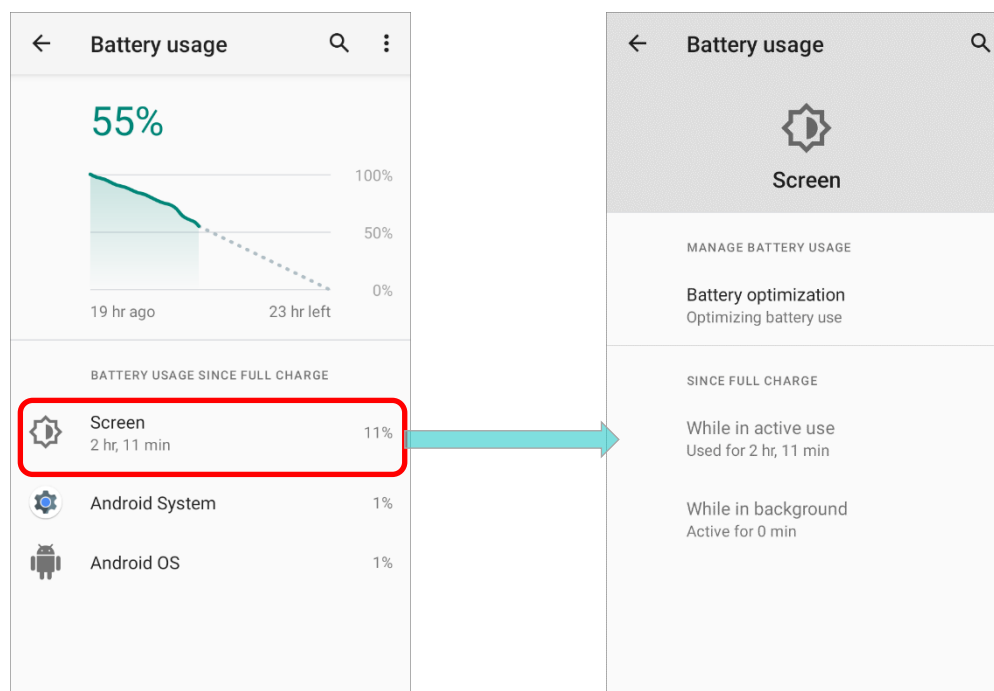 Battery usage
55%
100%
50%
0%
19 hr ago 23 hr left
BATTERY USAGE SINCE FULL CHARGE
Screen
2 hr, 11 min
11%
Android System 1%
Android OS 1%
Battery usage
Screen
MANAGE BATTERY USAGE
Battery optimization
Optimizing battery use
SINCE FULL CHARGE
While in active use
Used for 2 hr, 11 min
While in background
Active for 0 min